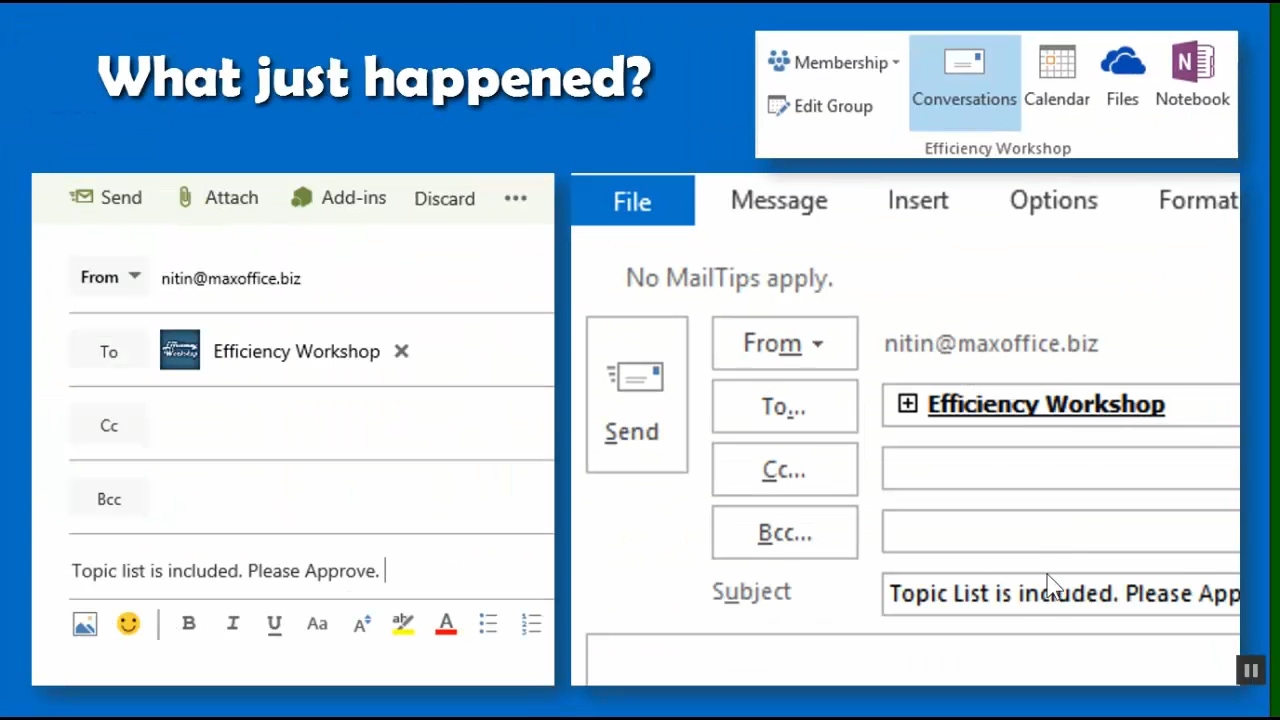 What just happened?
Membership
Edit Group
Conversations
Calendar
Files
Notebook
Efficiency Workshop
Send
Attach
Add-ins
Discard
From
nitin@maxoffice.biz
To
Efficiency Workshop
Cc
Bcc
Topic list is included. Please Approve.
B I U Aa A aby A
File
Message
Insert
Options
Format
No MailTips apply.
Send
From
nitin@maxoffice.biz
To...
Efficiency Workshop
Cc...
Bcc...
Subject
Topic List is included. Please App